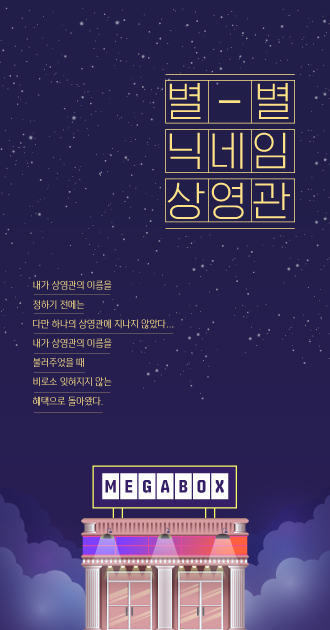 별-별
닉네임
상영관
내가 상영관의 이름을
정하기 전에는
다만 하나의 상영관에 지나지 않았다...
내가 상영관의 이름을
불러주었을 때
비로소 잊혀지지 않는
혜택으로 돌아왔다.
MEGABOX